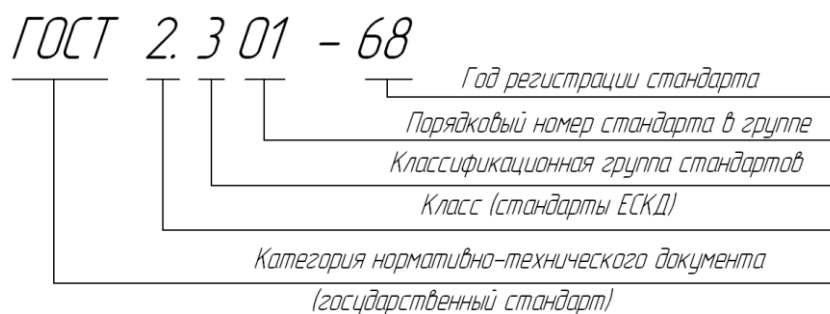 ГОСТ 2. 3 01 - 68
Год регистрации стандарта
Порядковый номер стандарта в группе
Классификационная группа стандартов
Класс (стандарты ЕСКД)
Категория нормативно-технического документа
(государственный стандарт)